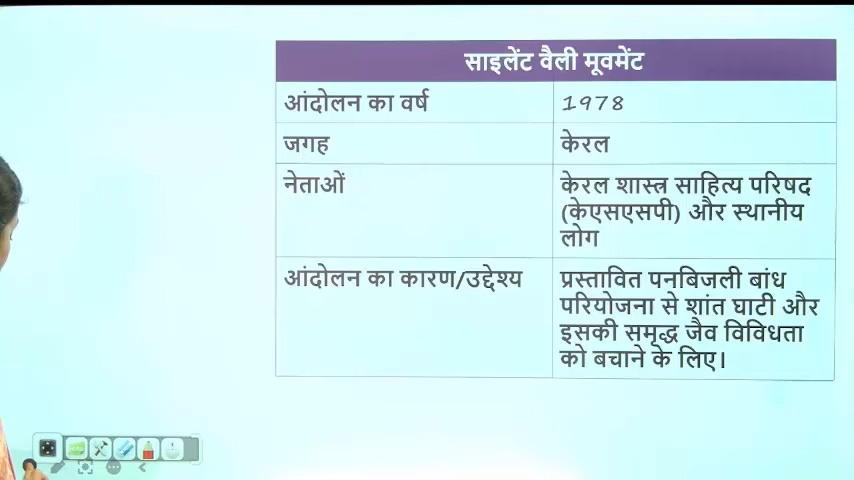 साइलेंट वैली मूवमेंट
आंदोलन का वर्ष
1978
जगह
केरल
नेताओं
केरल शास्त्र साहित्य परिषद
(केएसएसपी) और स्थानीय
लोग
आंदोलन का कारण/उद्देश्य
प्रस्तावित पनबिजली बांध
परियोजना से शांत घाटी और
इसकी समृद्ध जैव विविधता
को बचाने के लिए।